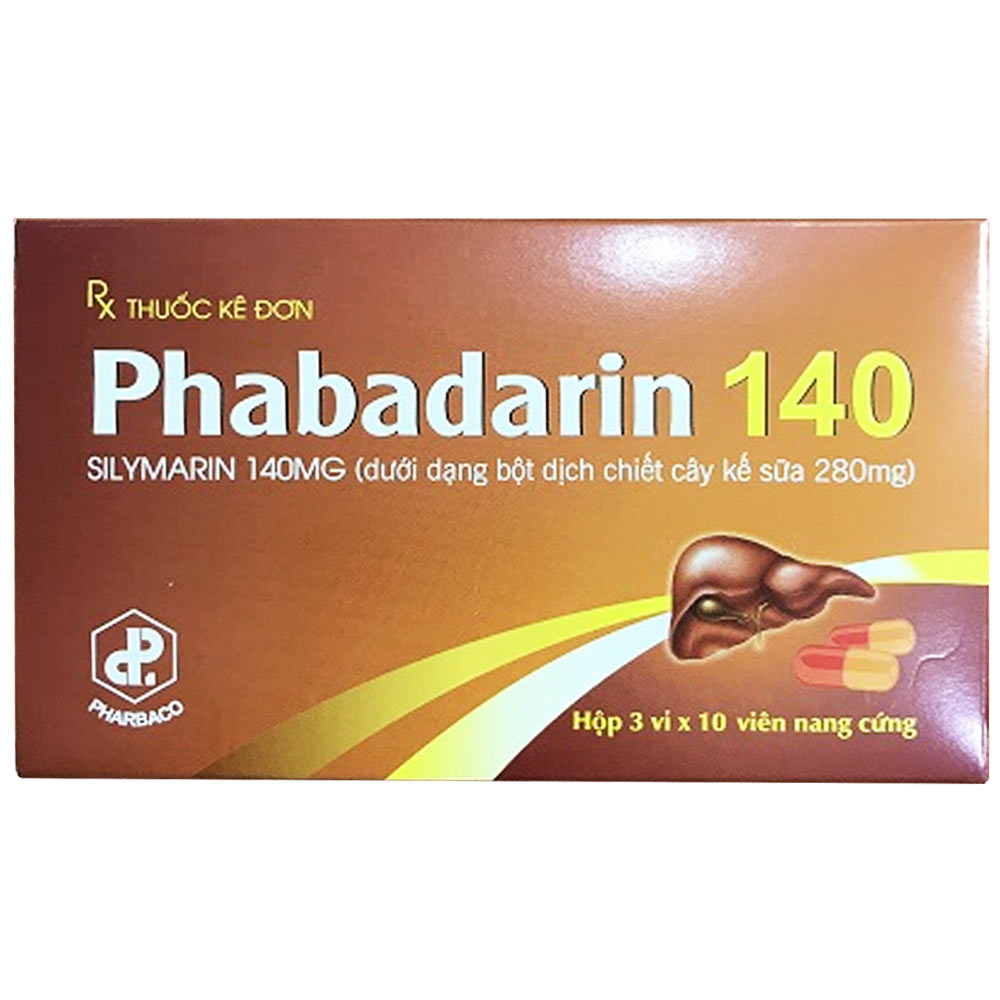 Rx THUỐC KÊ ĐƠN
Phabadarin 140
SILYMARIN 140MG (dưới dạng bột dịch chiết cây kế sữa 280mg)
PHARBACO
Hộp 3 vỉ x 10 viên nang cứng